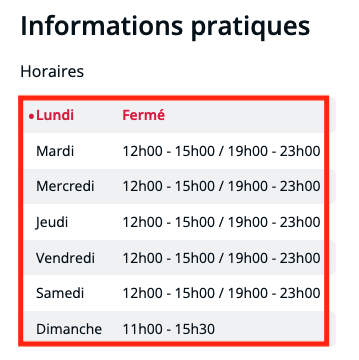 Informations pratiques
Horaires
•Lundi Fermé
Mardi 12h00 - 15h00 / 19h00 - 23h00
Mercredi 12h00 - 15h00 / 19h00 - 23h00
Jeudi 12h00 - 15h00 / 19h00 - 23h00
Vendredi 12h00 - 15h00 / 19h00 - 23h00
Samedi 12h00 - 15h00 / 19h00 - 23h00
Dimanche 11h00 - 15h30